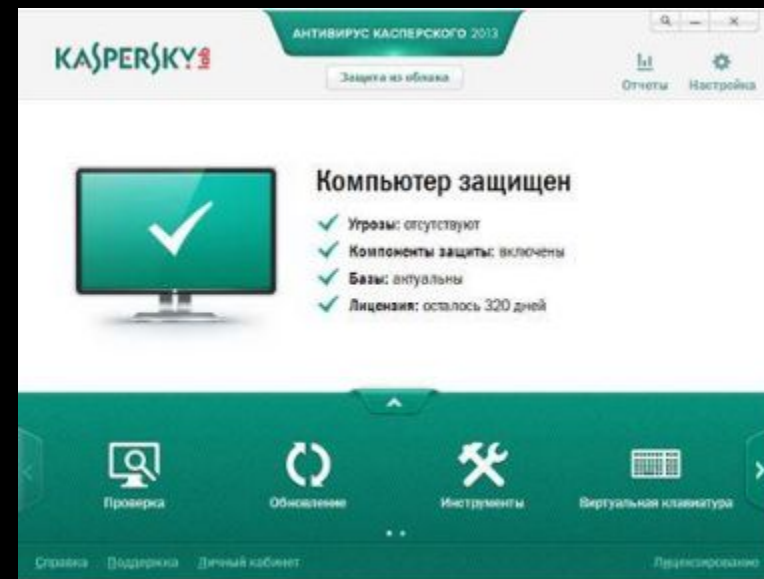 АНТИВИРУС КАСПЕРСКОГО 2013
KASPERSKY lab
Защита из облака
Отчеты Настройка
Компьютер защищен
Угрозы: отсутствуют
Компоненты защиты: включены
Базы: актуальны
Лицензия: осталось 320 дней
Проверка Обновление Инструменты Виртуальная клавиатура
Справка Поддержка Личный кабинет Лицензирование